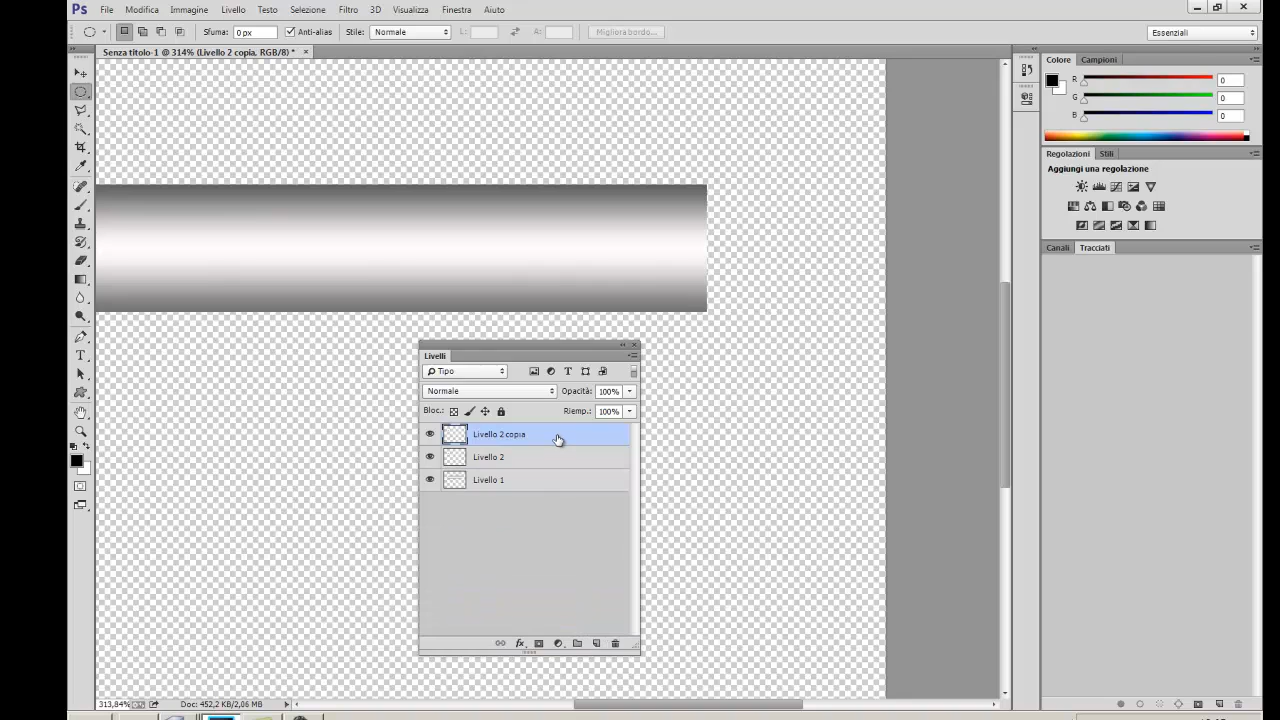 Ps File Modifica Immagine Livello Testo Selezione Filtro 3D Visualizza Finestra Aiuto
Sfuma: 0 px Anti-alias Stile: Normale L: A: Migliora bordo... Essenziali
Senza titolo-1 @ 314% (Livello 2 copia, RGB/8) *
Colore Campioni
R 0
G 0
B 0
Regolazioni Stili
Aggiungi una regolazione
Canali Tracciati
Livelli
Tipo
Normale Opacità: 100%
Bloc.: Riemp.: 100%
Livello 2 copia
Livello 2
Livello 1
fx
313,84% Doc: 452,2 KB/2,06 MB